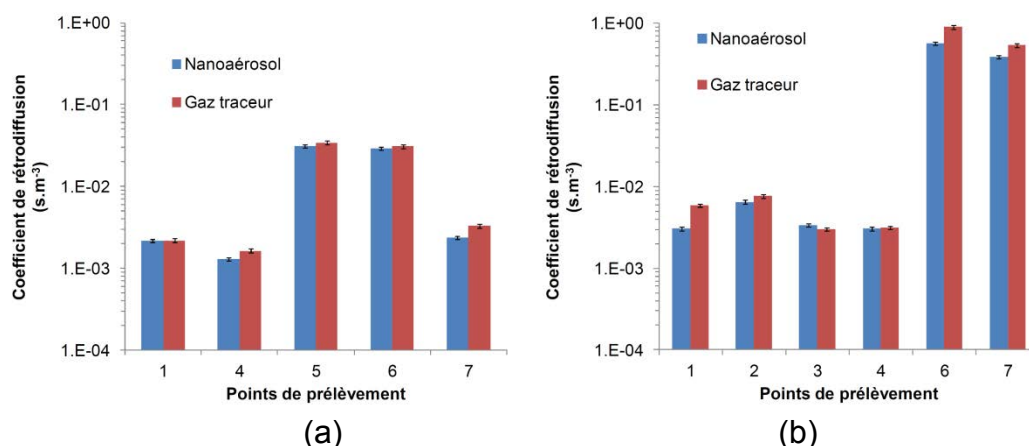 Coefficient de rétrodiffusion
(s.m-3)
1.E+00
1.E-01
1.E-02
1.E-03
1.E-04
Nanoaérosol
Gaz traceur
1 4 5 6 7
Points de prélèvement
(a)
Coefficient de rétrodiffusion
(s.m-3)
1.E+00
1.E-01
1.E-02
1.E-03
1.E-04
Nanoaérosol
Gaz traceur
1 2 3 4 6 7
Points de prélèvement
(b)